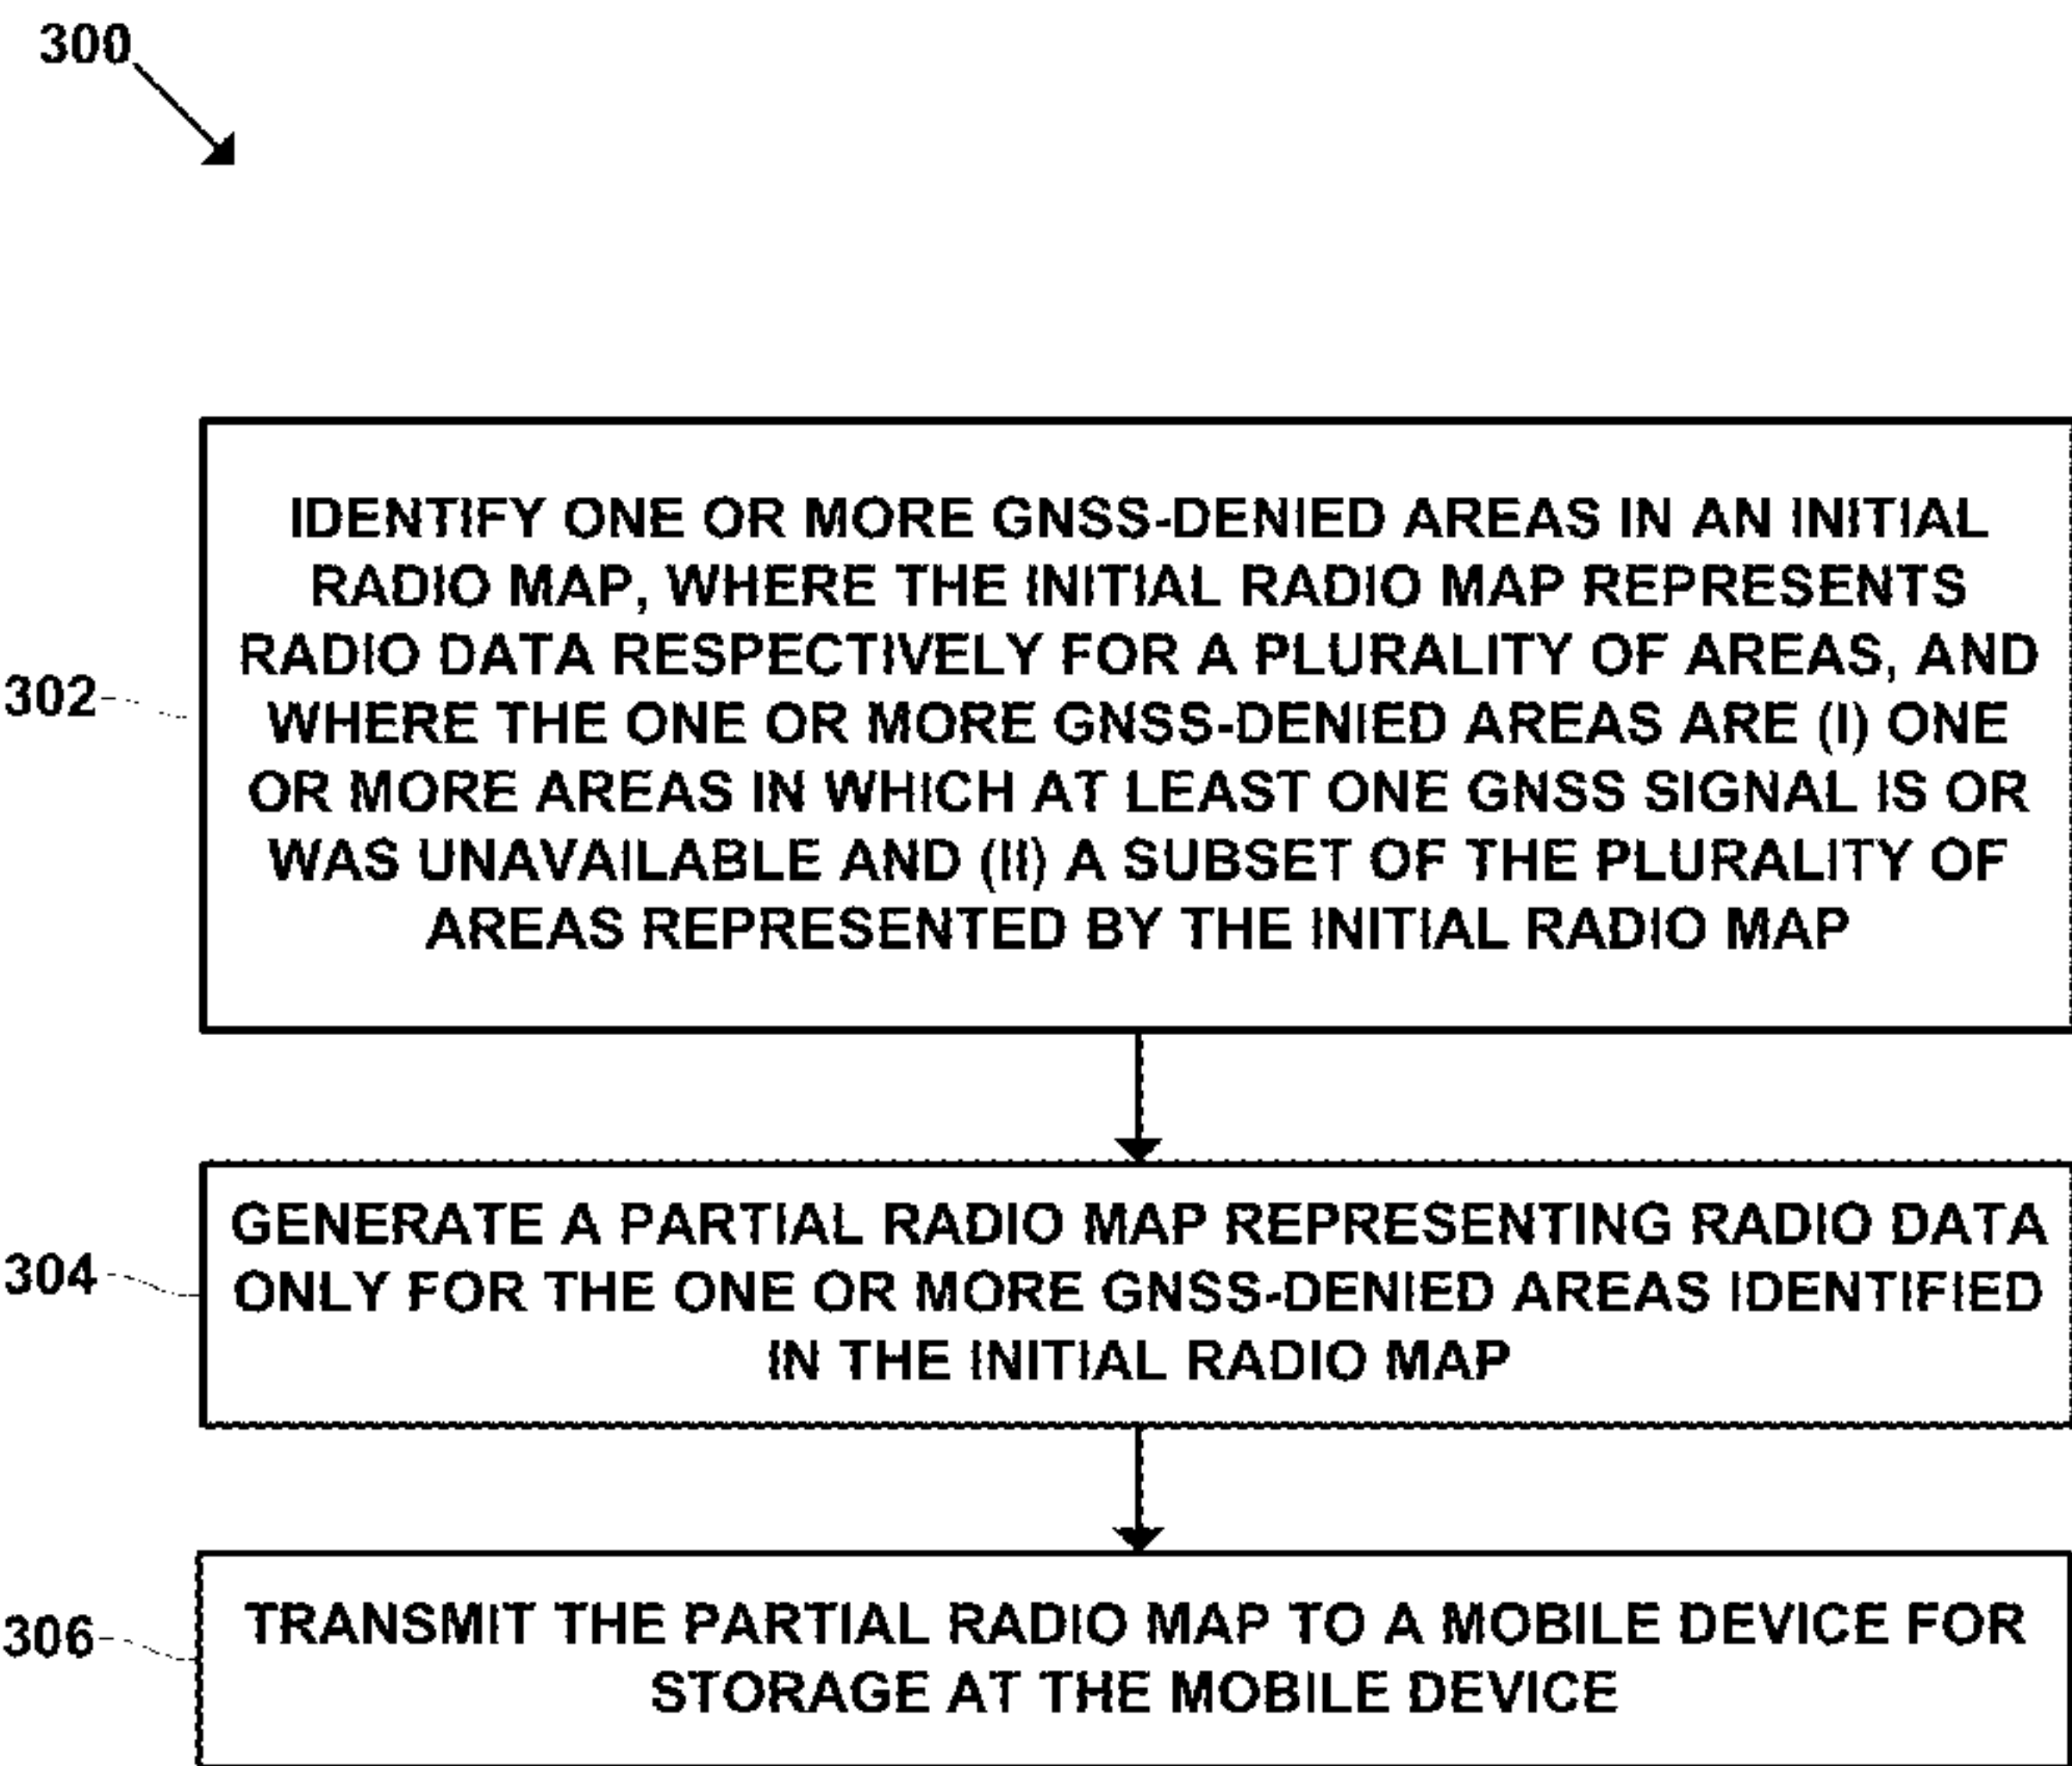 300
IDENTIFY ONE OR MORE GNSS-DENIED AREAS IN AN INITIAL
RADIO MAP, WHERE THE INITIAL RADIO MAP REPRESENTS
RADIO DATA RESPECTIVELY FOR A PLURALITY OF AREAS, AND
WHERE THE ONE OR MORE GNSS-DENIED AREAS ARE (I) ONE
OR MORE AREAS IN WHICH AT LEAST ONE GNSS SIGNAL IS OR
WAS UNAVAILABLE AND (II) A SUBSET OF THE PLURALITY OF
AREAS REPRESENTED BY THE INITIAL RADIO MAP
302
GENERATE A PARTIAL RADIO MAP REPRESENTING RADIO DATA
ONLY FOR THE ONE OR MORE GNSS-DENIED AREAS IDENTIFIED
IN THE INITIAL RADIO MAP
304
TRANSMIT THE PARTIAL RADIO MAP TO A MOBILE DEVICE FOR
STORAGE AT THE MOBILE DEVICE
306